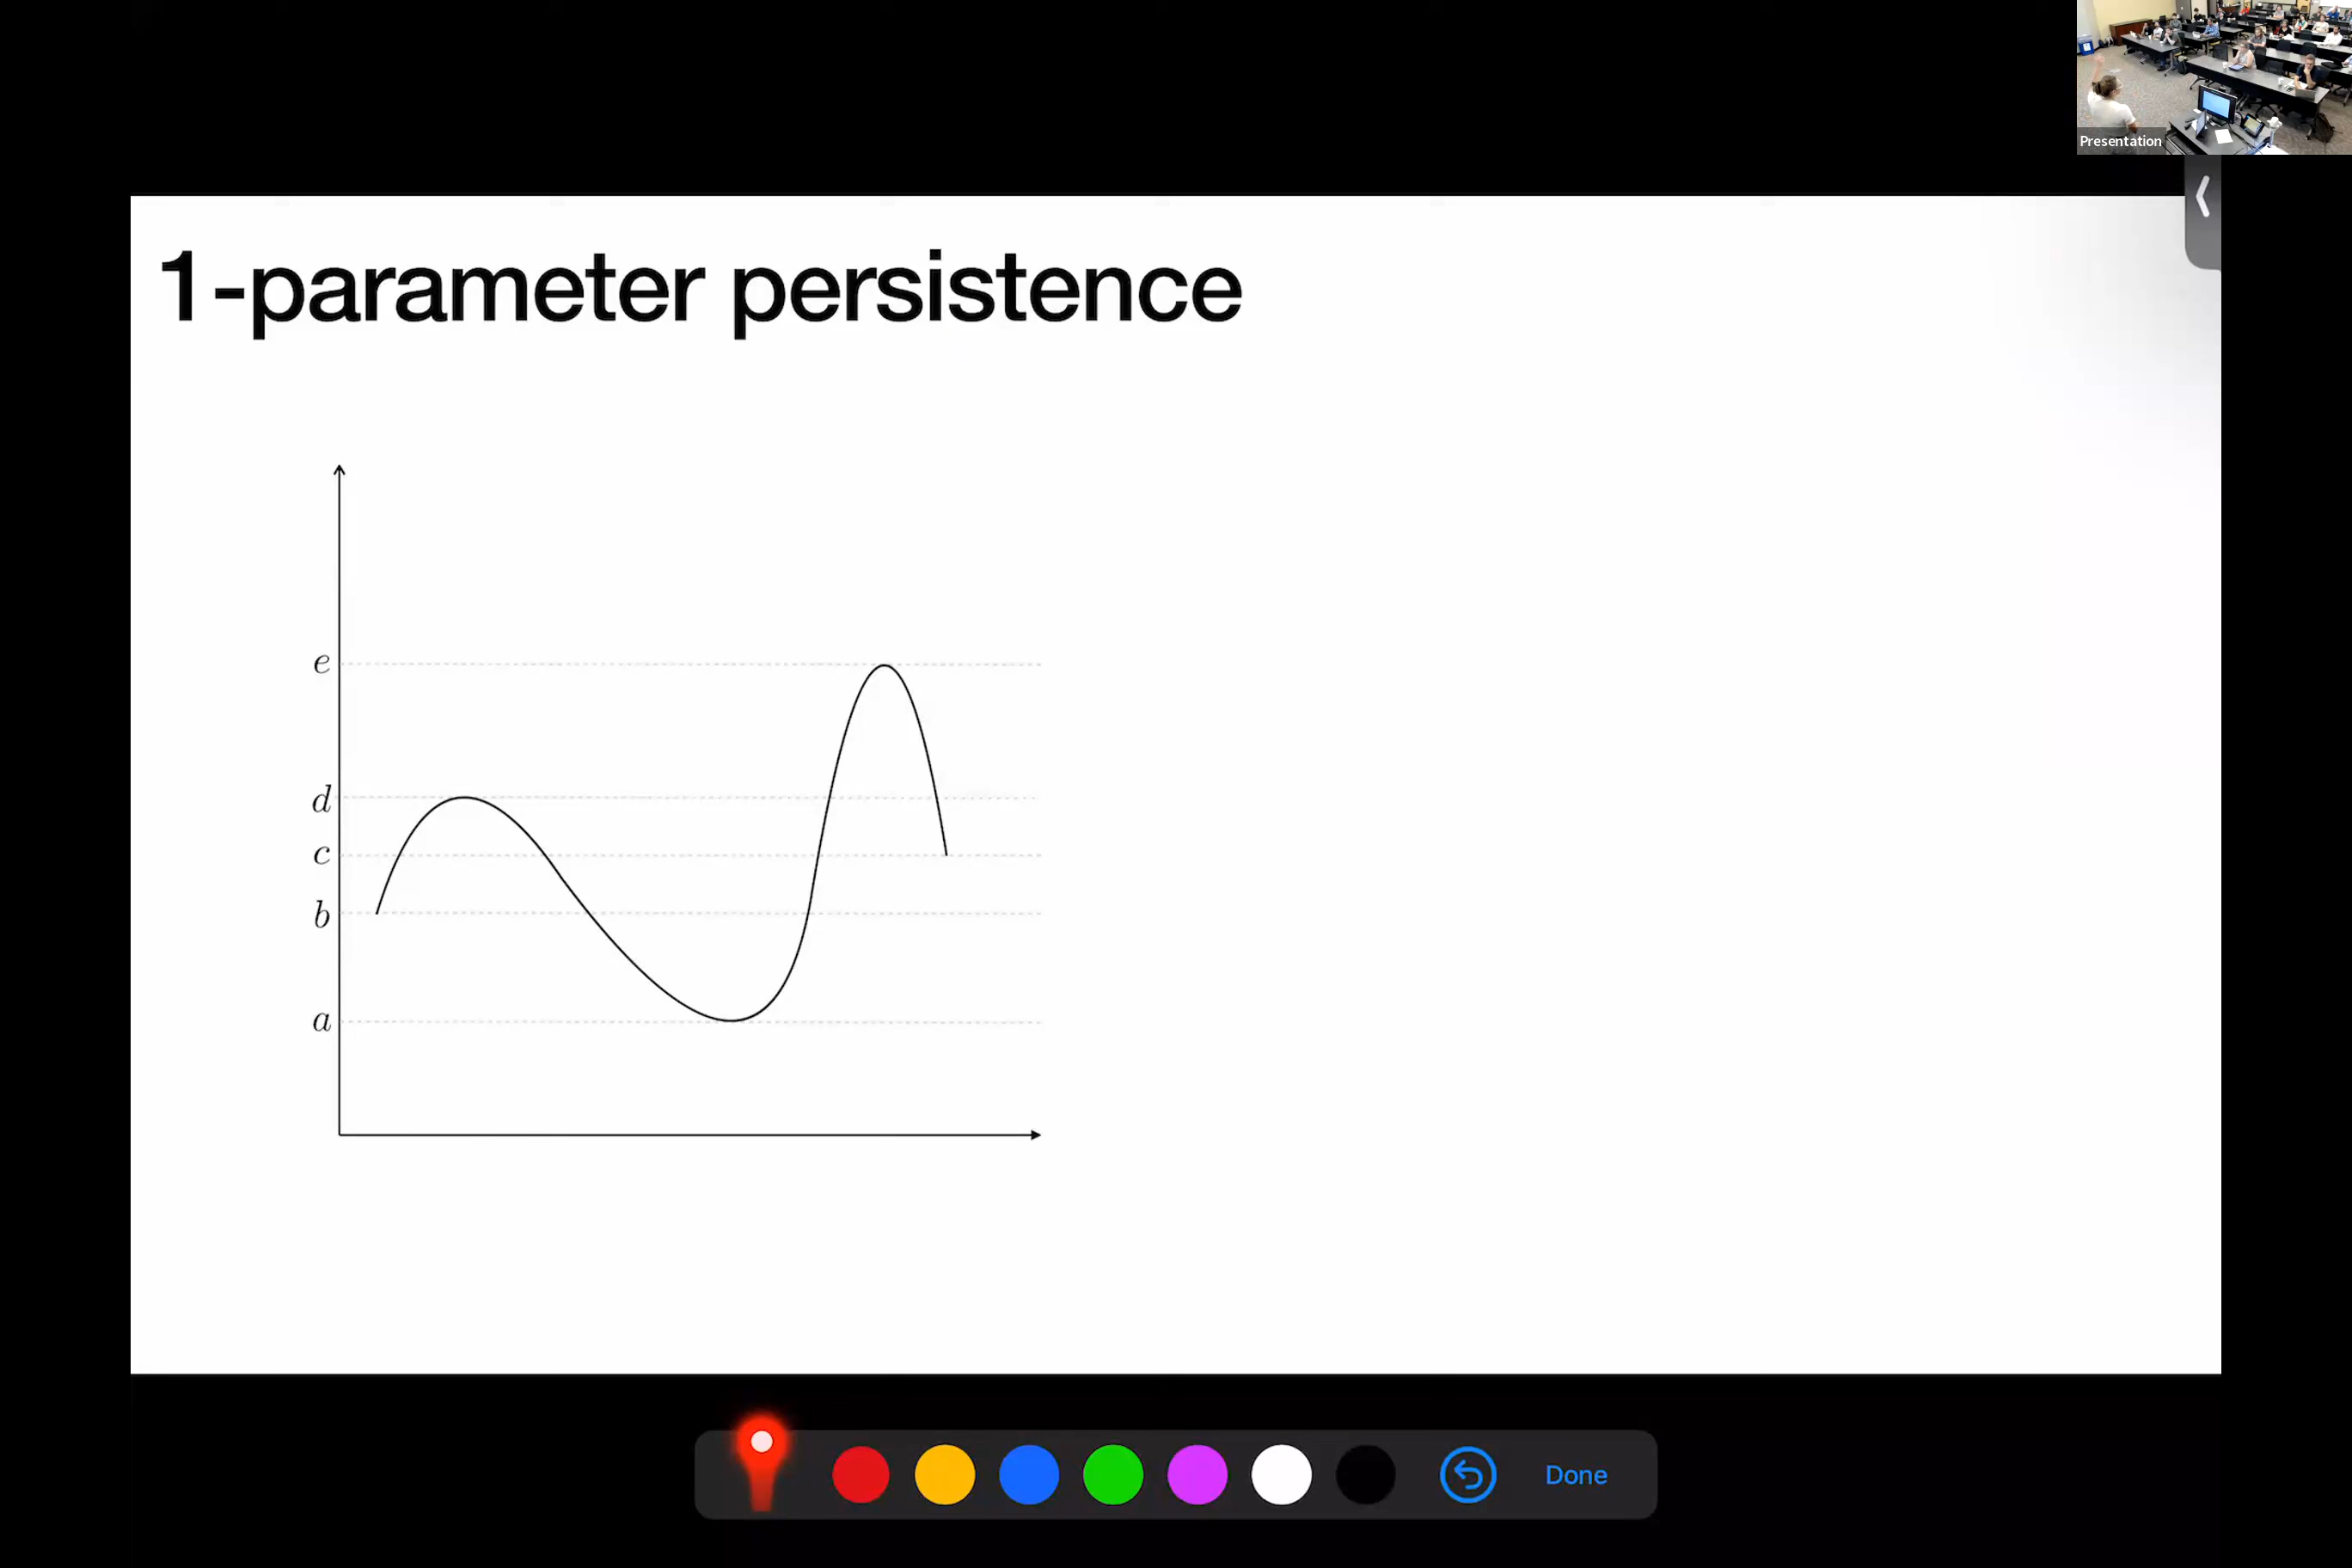 Presentation
1-parameter persistence
e
d
c
b
a
Done